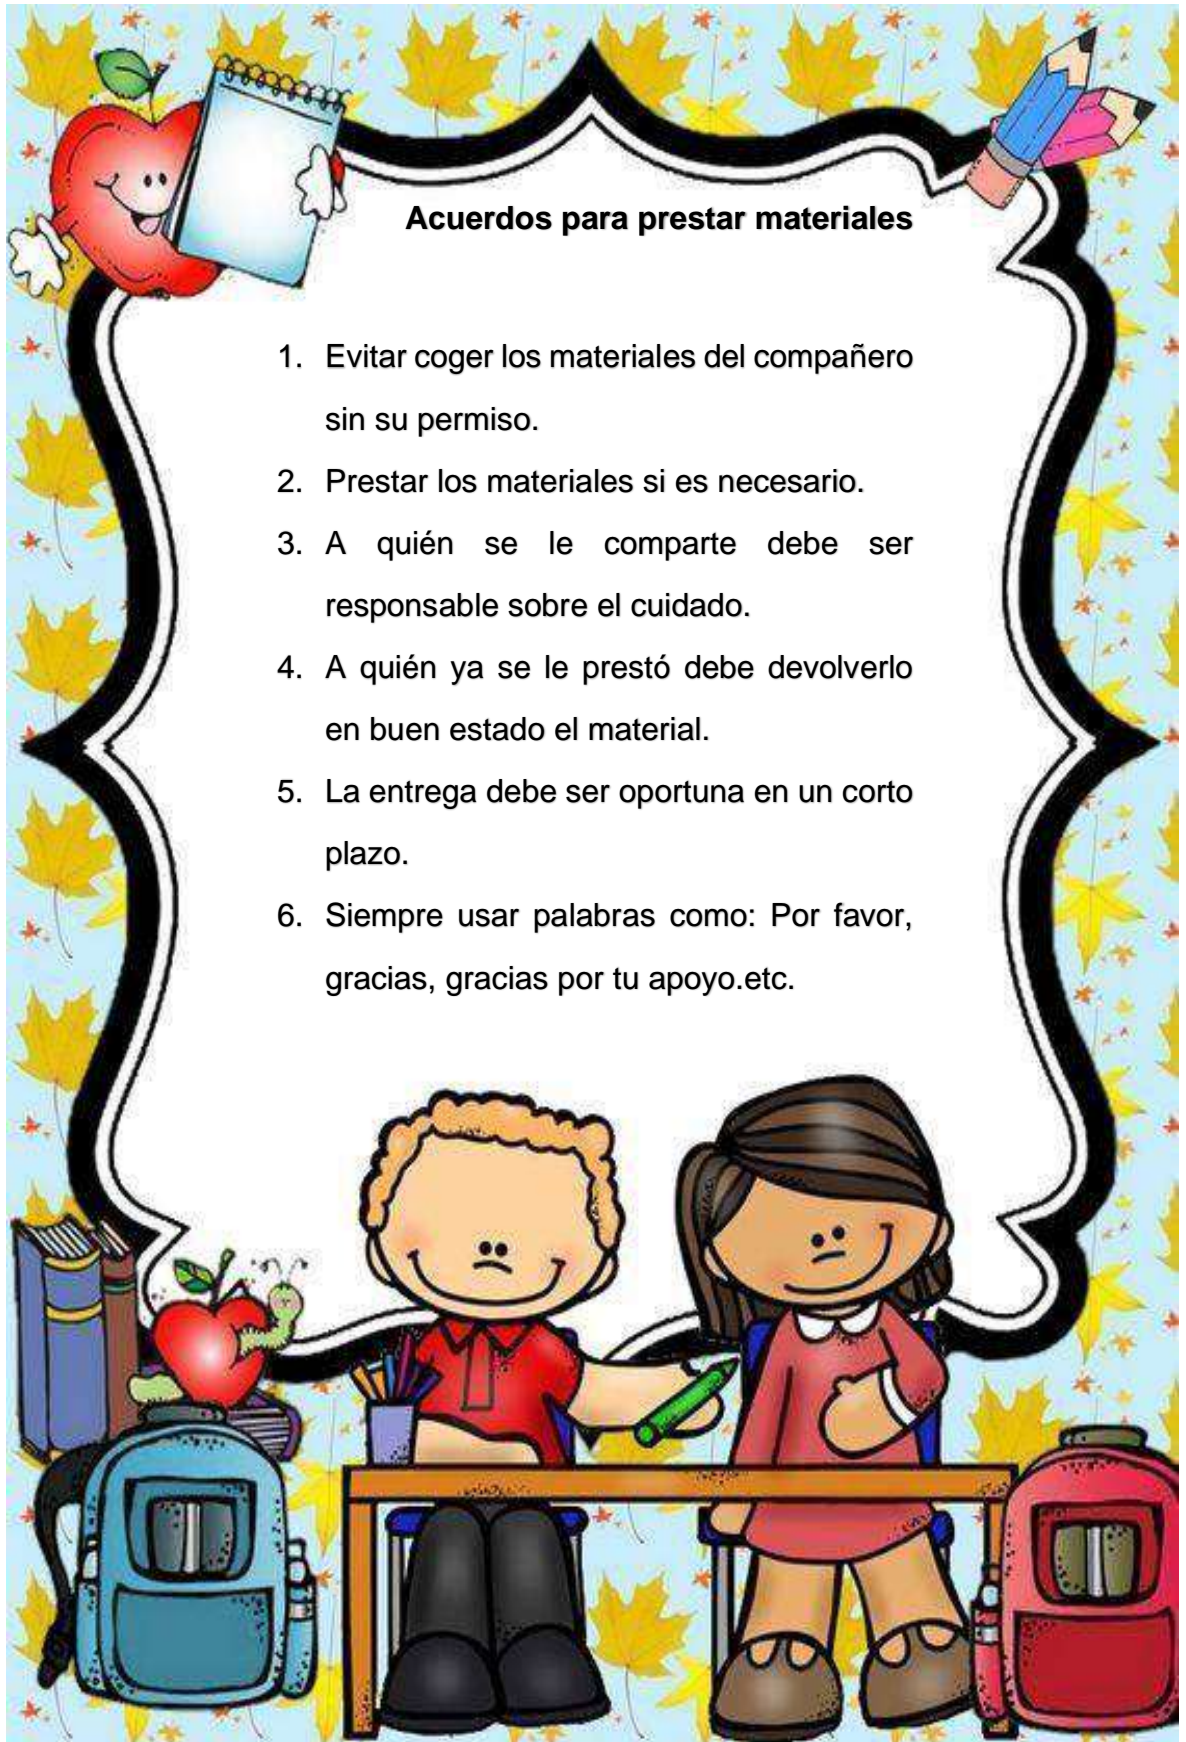 Acuerdos para prestar materiales
1. Evitar coger los materiales del compañero
sin su permiso.
2. Prestar los materiales si es necesario.
3. A quién se le comparte debe ser
responsable sobre el cuidado.
4. A quién ya se le prestó debe devolverlo
en buen estado el material.
5. La entrega debe ser oportuna en un corto
plazo.
6. Siempre usar palabras como: Por favor,
gracias, gracias por tu apoyo.etc.